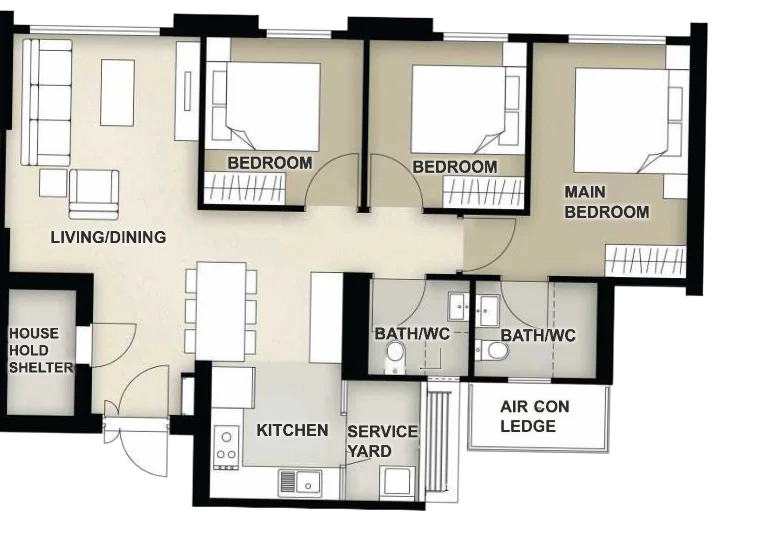 BEDROOM
BEDROOM
MAIN
BEDROOM
LIVING/DINING
HOUSE
HOLD
SHELTER
BATH/WC
BATH/WC
AIR CON
LEDGE
KITCHEN
SERVICE
YARD